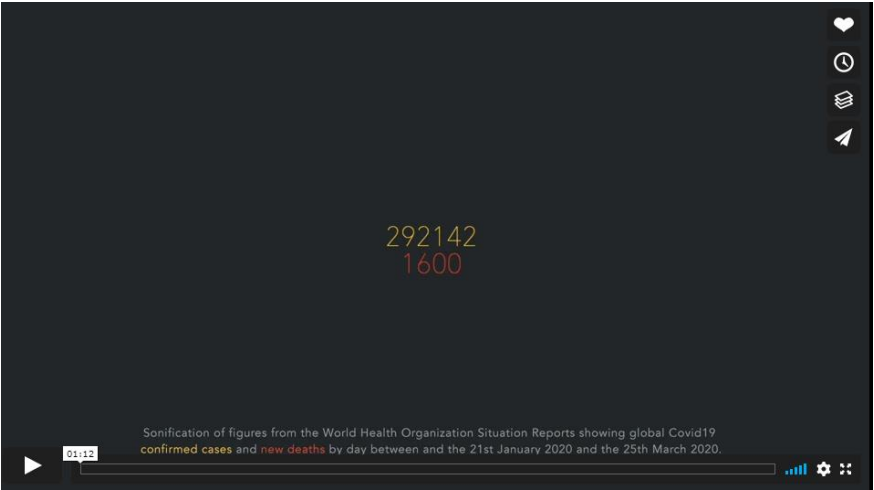 292142
1600
Sonification of figures from the World Health Organization Situation Reports showing global Covid19
confirmed cases and new deaths by day between and the 21st January 2020 and the 25th March 2020.
01:12